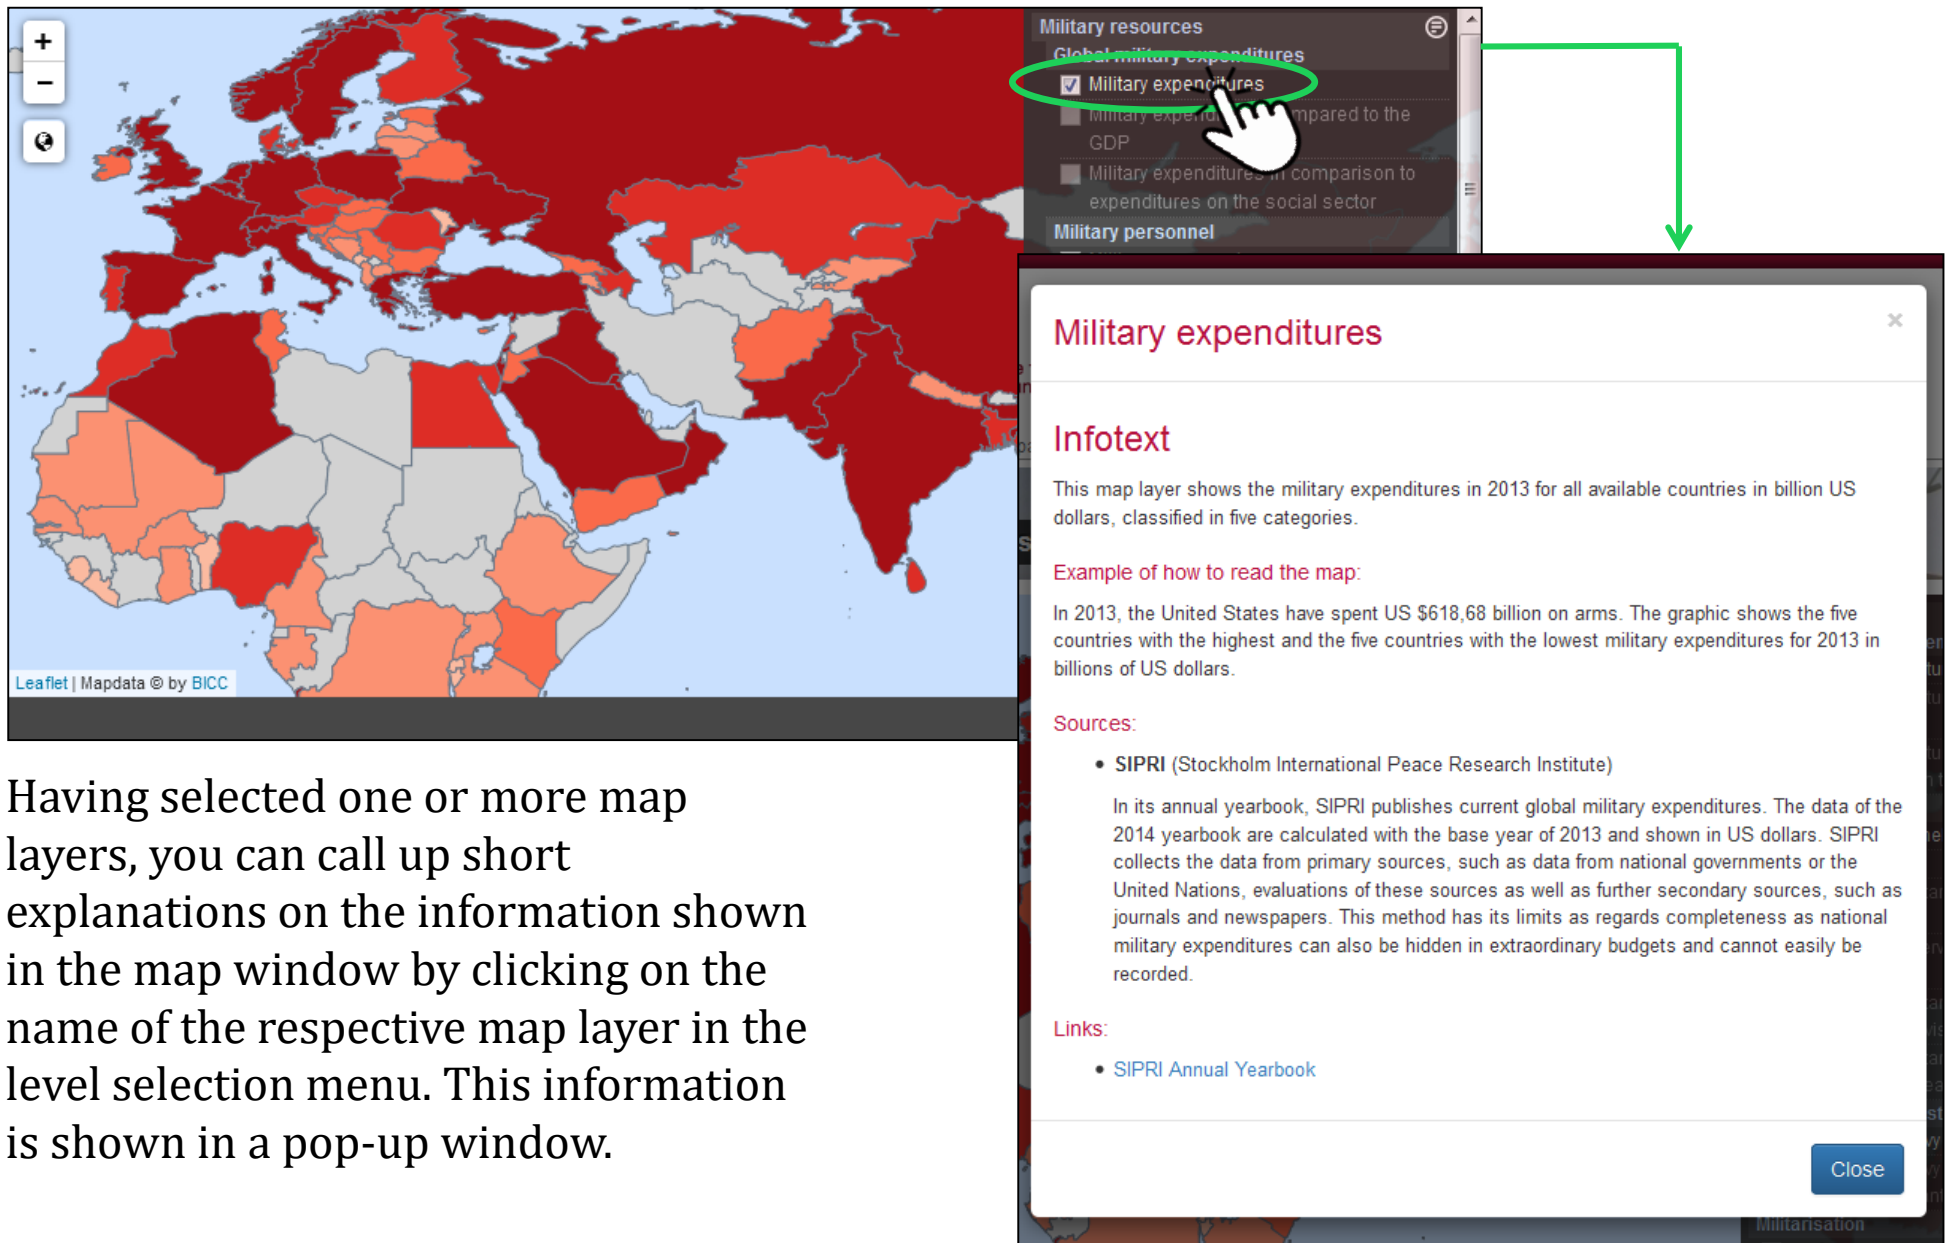 +
−
Leaflet | Mapdata © by BICC
Military resources
Global military expenditures
Military expenditures
Military compared to the
GDP
Military expenditures in comparison to
expenditures on the social sector
Military personnel
Military expenditures
×
Infotext
This map layer shows the military expenditures in 2013 for all available countries in billion US
dollars, classified in five categories.
Example of how to read the map:
In 2013, the United States have spent US $618,68 billion on arms. The graphic shows the five
countries with the highest and the five countries with the lowest military expenditures for 2013 in
billions of US dollars.
Sources:
• SIPRI (Stockholm International Peace Research Institute)
In its annual yearbook, SIPRI publishes current global military expenditures. The data of the
2014 yearbook are calculated with the base year of 2013 and shown in US dollars. SIPRI
collects the data from primary sources, such as data from national governments or the
United Nations, evaluations of these sources as well as further secondary sources, such as
journals and newspapers. This method has its limits as regards completeness as national
military expenditures can also be hidden in extraordinary budgets and cannot easily be
recorded.
Links:
• SIPRI Annual Yearbook
Close
Militarisation
Having selected one or more map
layers, you can call up short
explanations on the information shown
in the map window by clicking on the
name of the respective map layer in the
level selection menu. This information
is shown in a pop-up window.